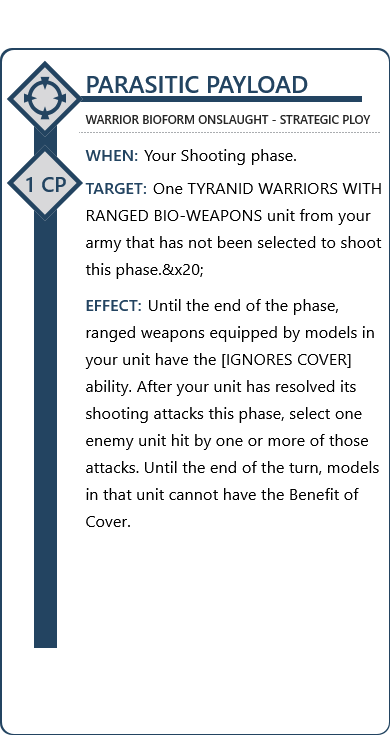 PARASITIC PAYLOAD
WARRIOR BIOFORM ONSLAUGHT - STRATEGIC PLOY
1 CP
WHEN: Your Shooting phase.
TARGET: One TYRANID WARRIORS WITH
RANGED BIO-WEAPONS unit from your
army that has not been selected to shoot
this phase.&x20;
EFFECT: Until the end of the phase,
ranged weapons equipped by models in
your unit have the [IGNORES COVER]
ability. After your unit has resolved its
shooting attacks this phase, select one
enemy unit hit by one or more of those
attacks. Until the end of the turn, models
in that unit cannot have the Benefit of
Cover.